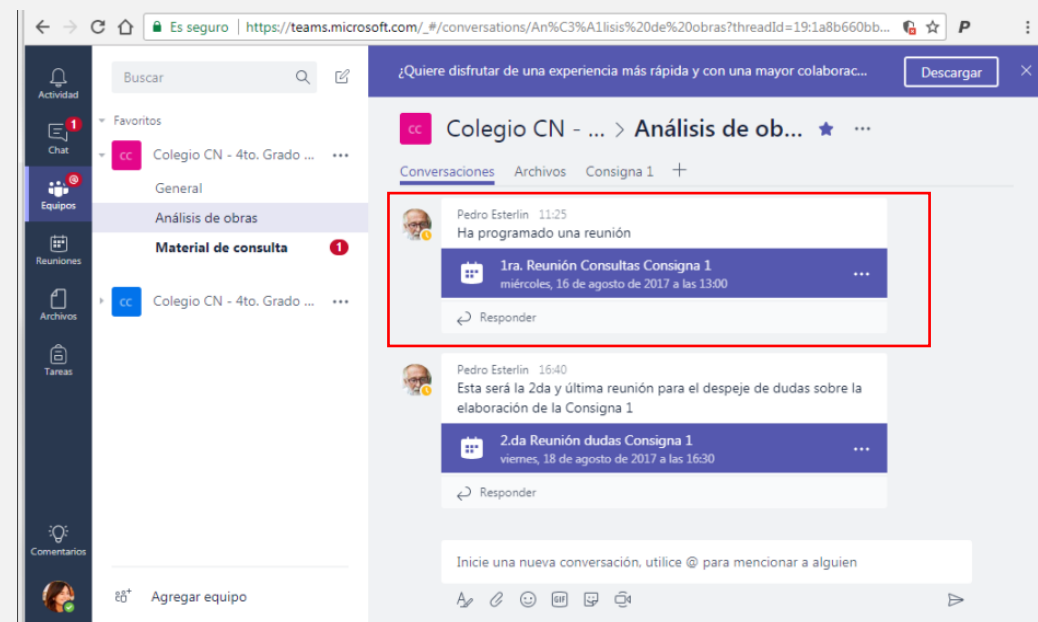 Es seguro | https://teams.microsoft.com/_#/conversations/An%C3%A1lisis%20de%20obras?threadId=19:1a8b660bb... P
Actividad
Chat
1
Equipos
@
Reuniones
Archivos
Tareas
Comentarios
Buscar
Favoritos
CC Colegio CN - 4to. Grado ... •••
General
Análisis de obras
Material de consulta 1
CC Colegio CN - 4to. Grado ... •••
Agregar equipo
¿Quiere disfrutar de una experiencia más rápida y con una mayor colaborac... Descargar
CC Colegio CN - ... > Análisis de ob... ★ •••
Conversaciones Archivos Consigna 1 +
Pedro Esterlin 11:25
Ha programado una reunión
1ra. Reunión Consultas Consigna 1 •••
miércoles, 16 de agosto de 2017 a las 13:00
Responder
Pedro Esterlin 16:40
Esta será la 2da y última reunión para el despeje de dudas sobre la
elaboración de la Consigna 1
2.da Reunión dudas Consigna 1 •••
viernes, 18 de agosto de 2017 a las 16:30
Responder
Inicie una nueva conversación, utilice @ para mencionar a alguien
GIF